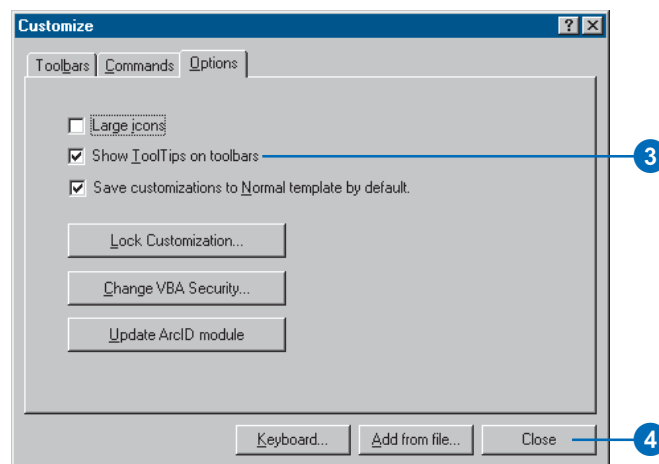 Customize
Toolbars Commands Options
Large icons
Show ToolTips on toolbars
3
Save customizations to Normal template by default.
Lock Customization...
Change VBA Security...
Update ArcID module
Keyboard... Add from file... Close
4